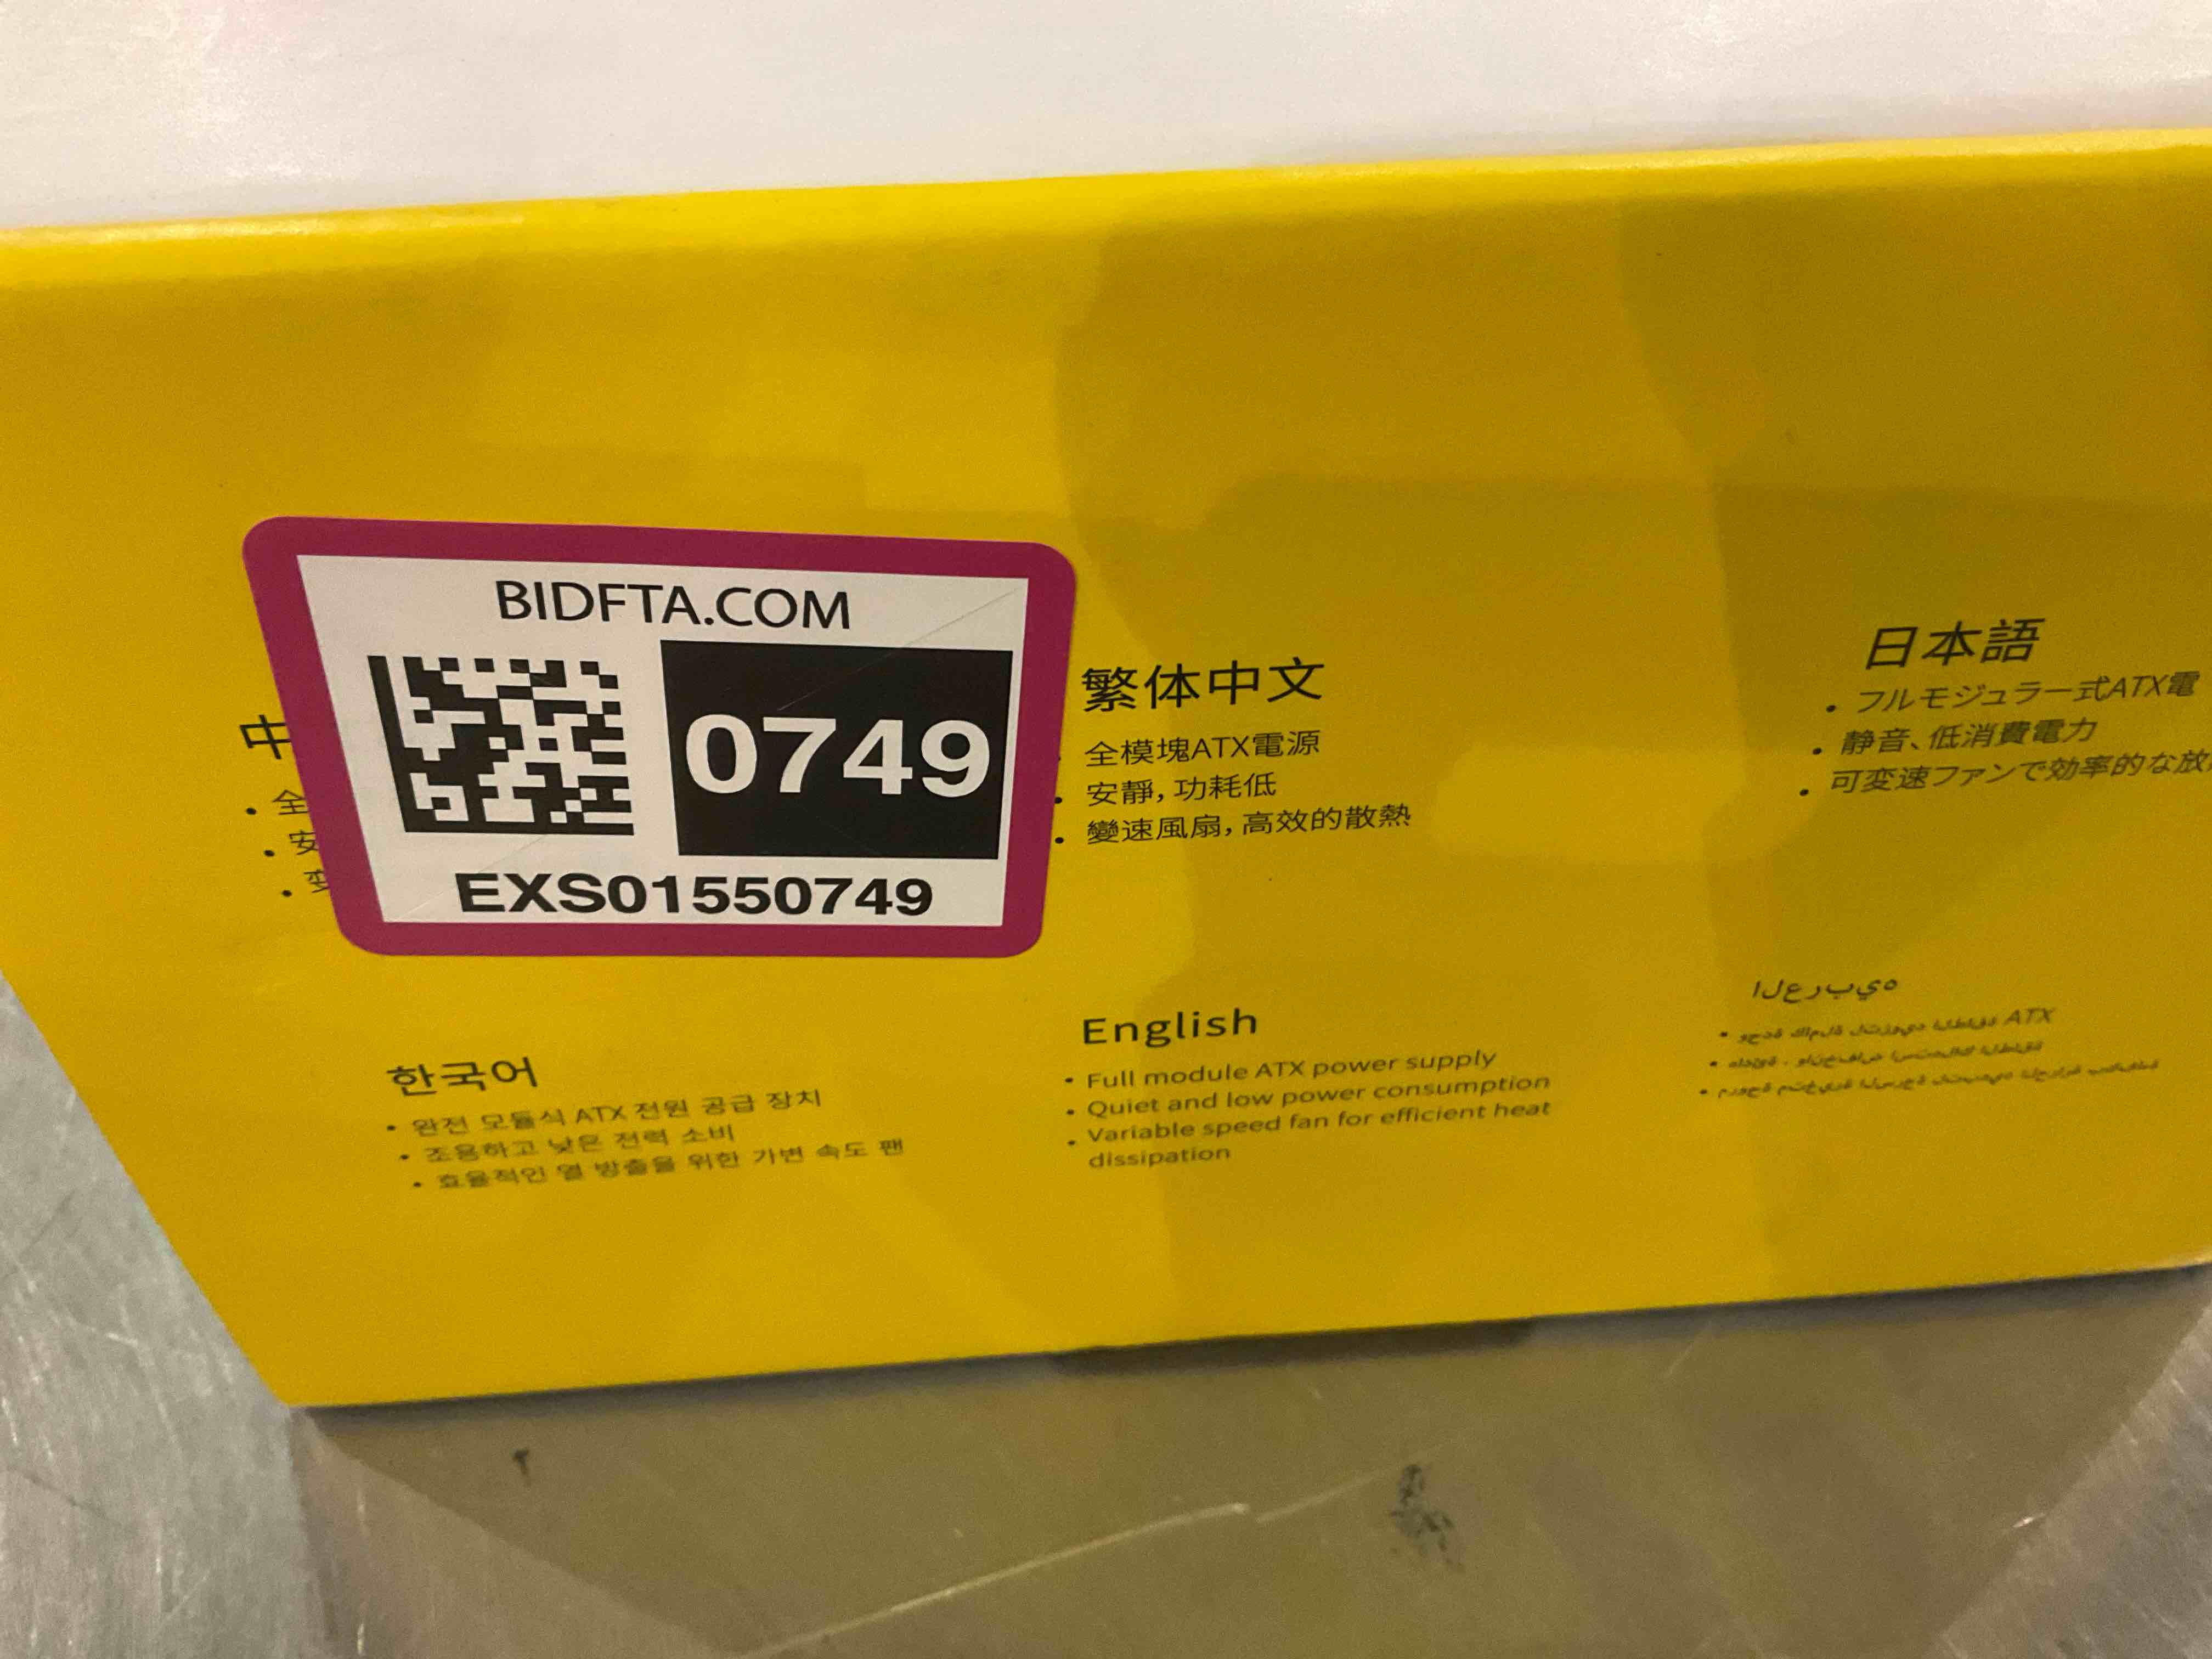 BIDFTA.COM
0749
EXS01550749
中
• 全
• 安
• 变
繁体中文
• 全模塊ATX電源
• 安靜，功耗低
• 變速風扇，高效的散熱
日本語
• フルモジュラー式ATX電
• 静音、低消費電力
• 可変速ファンで効率的な放
한국어
• 완전 모듈식 ATX 전원 공급 장치
• 조용하고 낮은 전력 소비
• 효율적인 열 방출을 위한 가변 속도 팬
English
• Full module ATX power supply
• Quiet and low power consumption
• Variable speed fan for efficient heat
dissipation
ATX